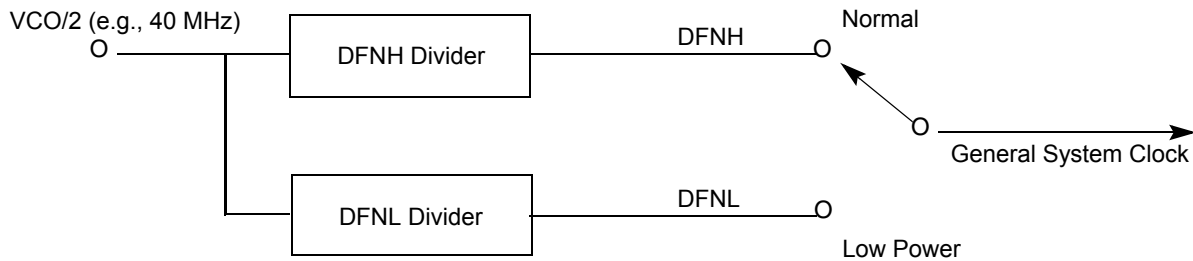 VCO/2 (e.g., 40 MHz)
Normal
DFNH Divider
DFNH
General System Clock
DFNL Divider
DFNL
Low Power